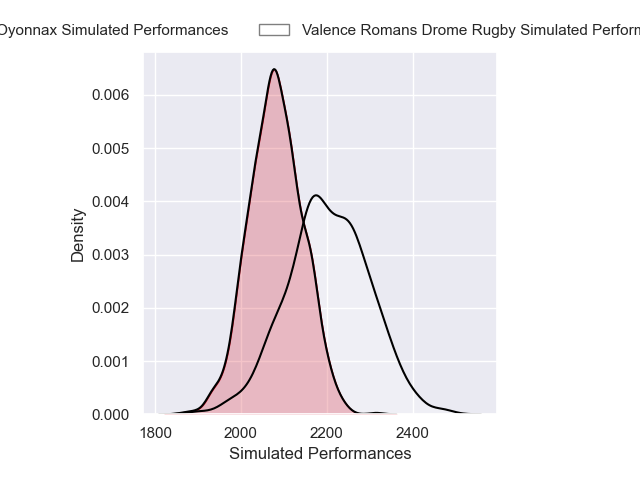 Oyonnax Simulated Performances
Valence Romans Drome Rugby Simulated
0.006
0.005
0.004
0.003
0.002
0.001
0.000
Density
1800
2000
2200
2400
Simulated Performances